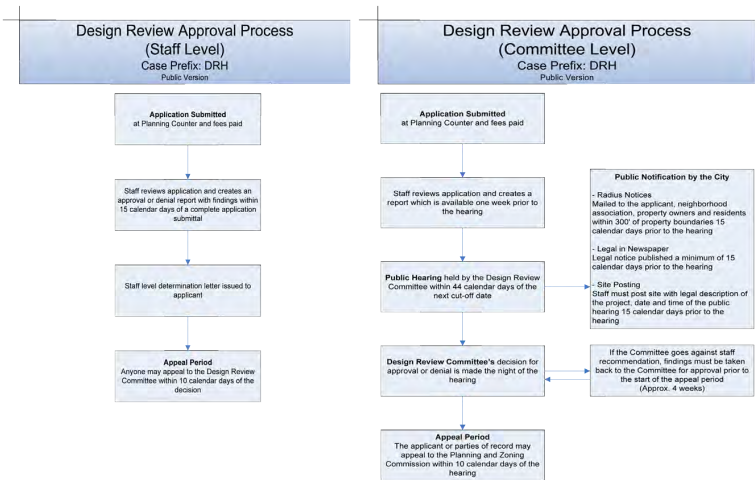 Design Review Approval Process
(Staff Level)
Case Prefix: DRH
Public Version
Application Submitted
at Planning Counter and fees paid
Staff reviews application and creates an
approval or denial report with findings within
15 calendar days of a complete application
submittal
Staff level determination letter issued to
applicant
Appeal Period
Anyone may appeal to the Design Review
Committee within 10 calendar days of the
decision
Design Review Approval Process
(Committee Level)
Case Prefix: DRH
Public Version
Application Submitted
at Planning Counter and fees paid
Staff reviews application and creates a
report which is available one week prior to
the hearing
Public Hearing held by the Design Review
Committee within 44 calendar days of the
next cut-off date
Public Notification by the City
- Radius Notices
Mailed to the applicant, neighborhood
association, property owners and residents
within 300' of property boundaries 15
calendar days prior to the hearing
- Legal in Newspaper
Legal notice published a minimum of 15
calendar days prior to the hearing
- Site Posting
Staff must post site with legal description of
the project, date and time of the public
hearing 15 calendar days prior to the
hearing
Design Review Committee's decision for
approval or denial is made the night of the
hearing
If the Committee goes against staff
recommendation, findings must be taken
back to the Committee for approval prior to
the start of the appeal period
(Approx. 4 weeks)
Appeal Period
The applicant or parties of record may
appeal to the Planning and Zoning
Commission within 10 calendar days of the
hearing